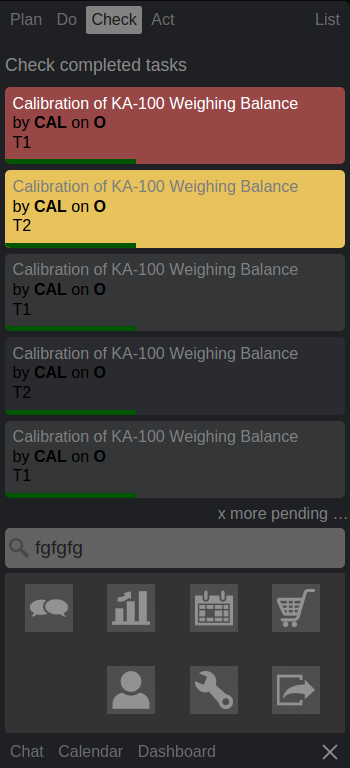 Plan Do Check Act List
Check completed tasks
Calibration of KA-100 Weighing Balance
by CAL on O
T1
Calibration of KA-100 Weighing Balance
by CAL on O
T2
Calibration of KA-100 Weighing Balance
by CAL on O
T1
Calibration of KA-100 Weighing Balance
by CAL on O
T2
Calibration of KA-100 Weighing Balance
by CAL on O
T1
x more pending ...
fgfgfg
Chat Calendar Dashboard